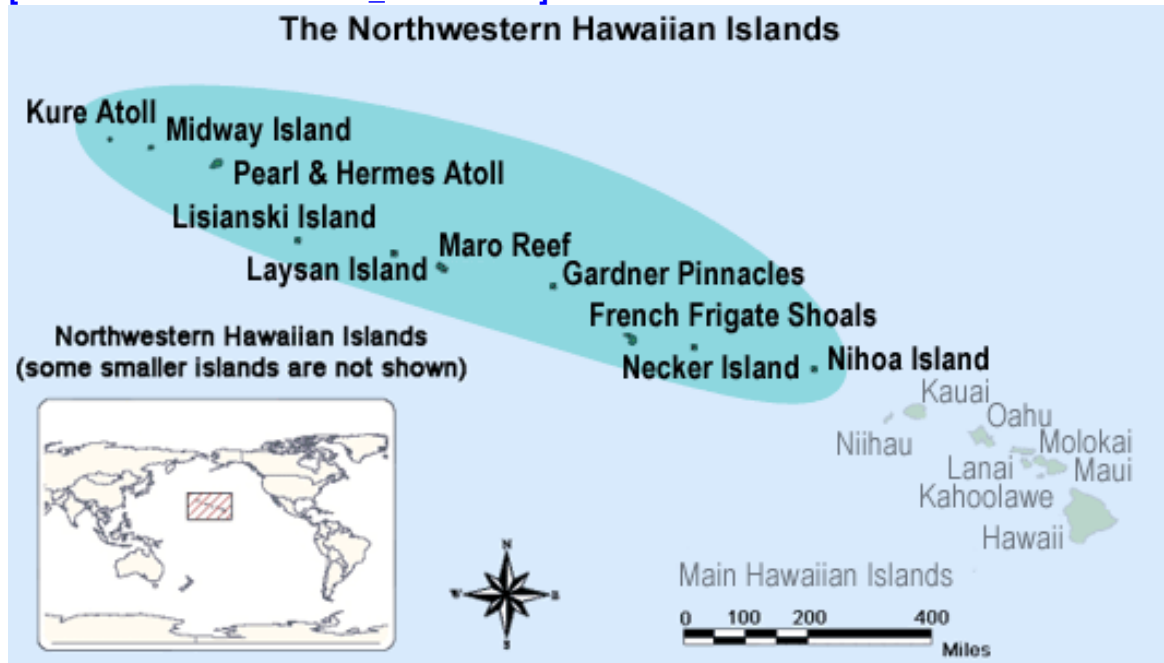 The Northwestern Hawaiian Islands
Kure Atoll
Midway Island
Pearl & Hermes Atoll
Lisianski Island
Maro Reef
Laysan Island
Gardner Pinnacles
French Frigate Shoals
Necker Island
Nihoa Island
Northwestern Hawaiian Islands
(some smaller islands are not shown)
Kauai
Oahu
Niihau
Molokai
Lanai
Maui
Kahoolawe
Hawaii
Main Hawaiian Islands
N
W
E
S
0 100 200 400
Miles